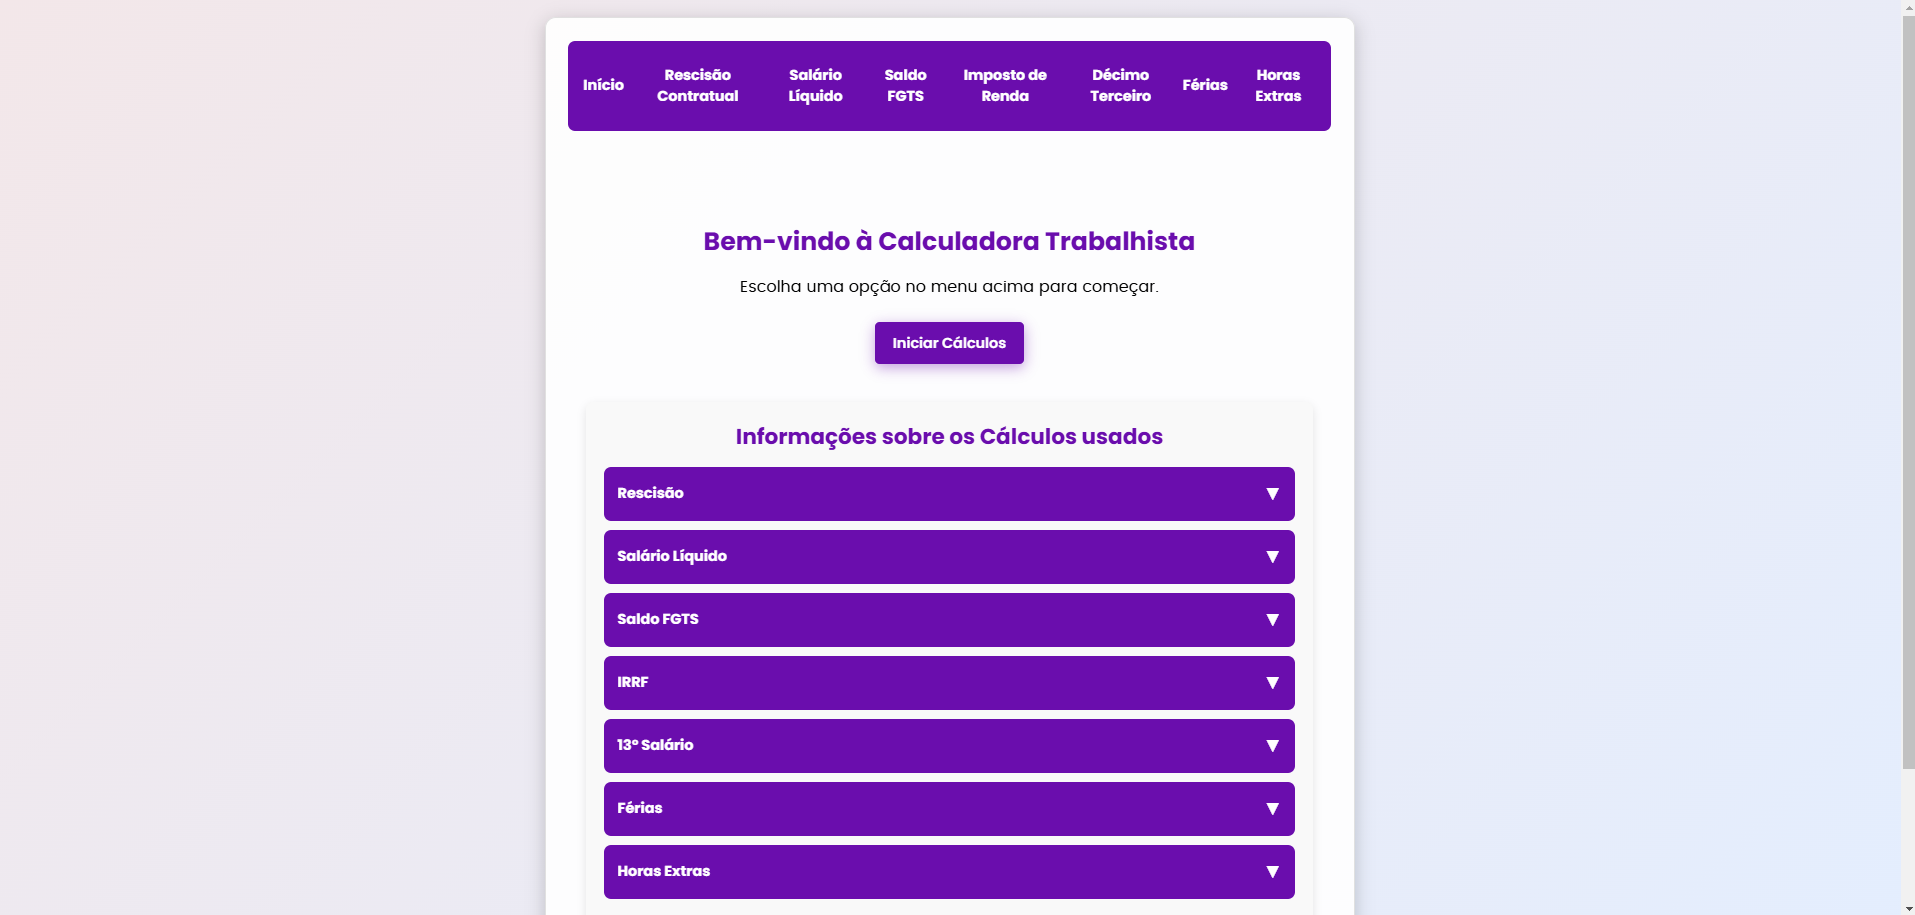 Início
Rescisão
Contratual
Salário
Líquido
Saldo
FGTS
Imposto de
Renda
Décimo
Terceiro
Férias
Horas
Extras
Bem-vindo à Calculadora Trabalhista
Escolha uma opção no menu acima para começar.
Iniciar Cálculos
Informações sobre os Cálculos usados
Rescisão
Salário Líquido
Saldo FGTS
IRRF
13º Salário
Férias
Horas Extras